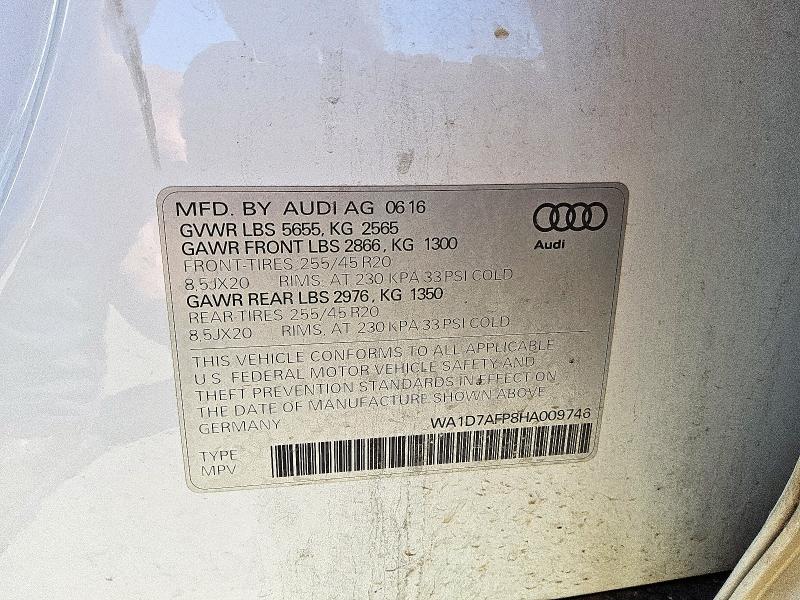 MFD. BY AUDI AG 0616
GVWR LBS 5655, KG 2565
GAWR FRONT LBS 2866, KG 1300
FRONT-TIRES 255/45 R20
8,5JX20 RIMS, AT 230 KPA 33 PSI COLD
GAWR REAR LBS 2976, KG 1350
REAR-TIRES 255/45 R20
8,5JX20 RIMS, AT 230 KPA 33 PSI COLD
Audi
THIS VEHICLE CONFORMS TO ALL APPLICABLE
U.S. FEDERAL MOTOR VEHICLE SAFETY AND
THEFT PREVENTION STANDARDS IN EFFECT ON
THE DATE OF MANUFACTURE SHOWN ABOVE.
GERMANY WA1D7AFP8HA009746
TYPE
MPV